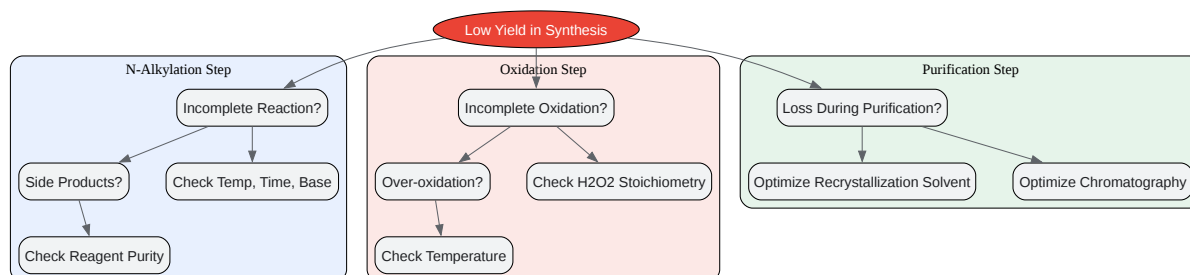 Low Yield in Synthesis
N-Alkylation Step
Incomplete Reaction?
Side Products?
Check Temp, Time, Base
Check Reagent Purity
Oxidation Step
Incomplete Oxidation?
Over-oxidation?
Check H2O2 Stoichiometry
Check Temperature
Purification Step
Loss During Purification?
Optimize Recrystallization Solvent
Optimize Chromatography